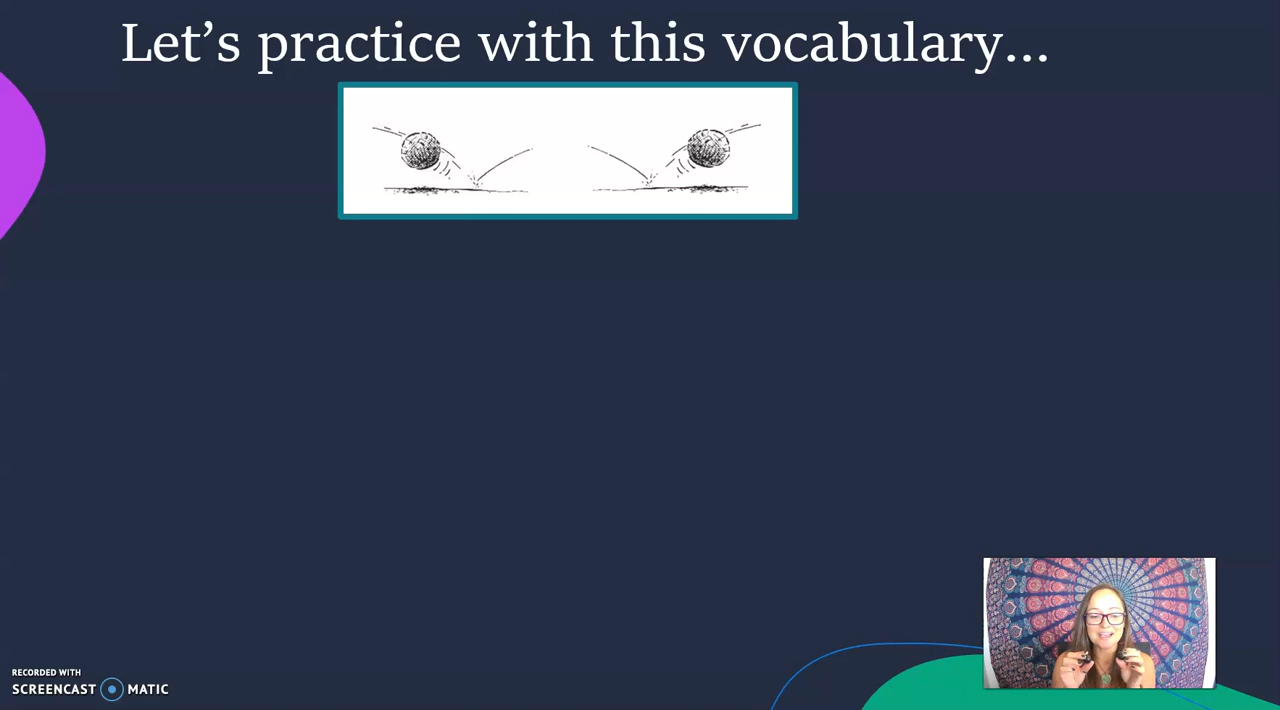 Let’s practice with this vocabulary...
RECORDED WITH
SCREENCAST MATIC